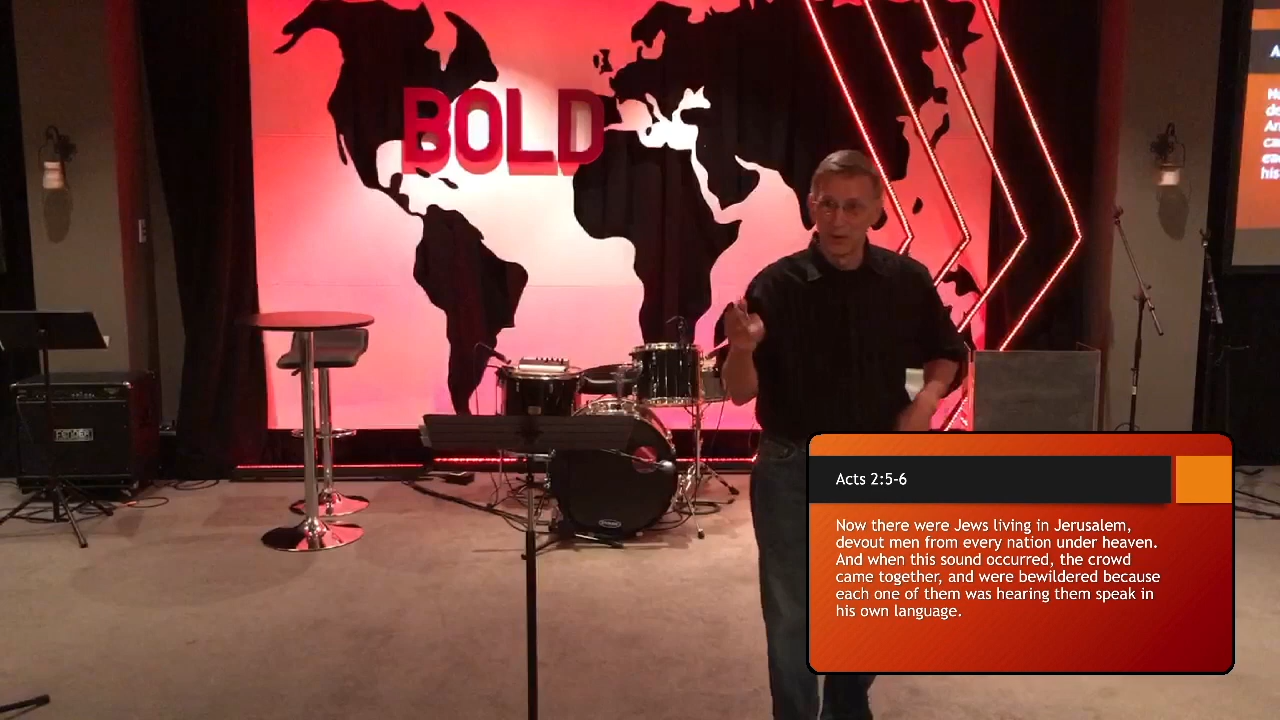 BOLD
Fender
Acts 2:5-6
Now there were Jews living in Jerusalem,
devout men from every nation under heaven.
And when this sound occurred, the crowd
came together, and were bewildered because
each one of them was hearing them speak in
his own language.
his